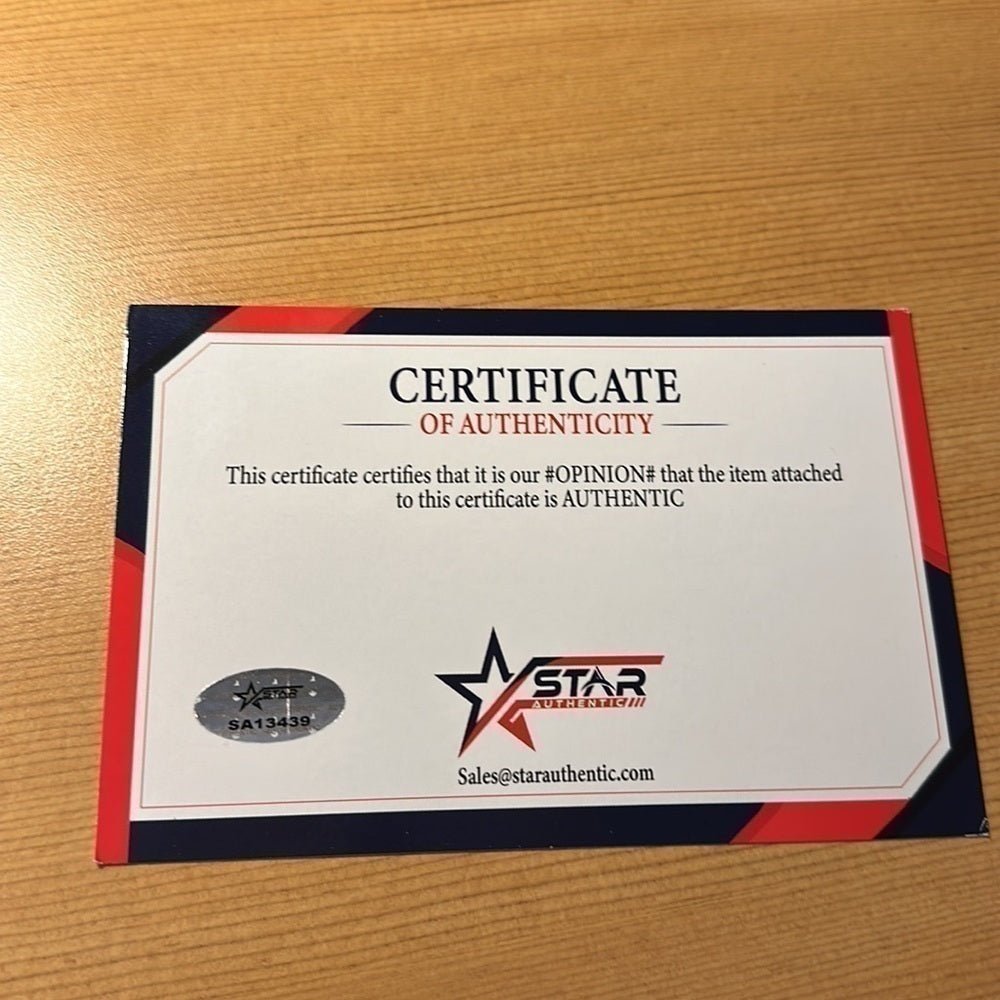 CERTIFICATE
OF AUTHENTICITY
This certificate certifies that it is our #OPINION# that the item attached
to this certificate is AUTHENTIC
STAR
SA13439
STAR
AUTHENTIC
Sales@starauthentic.com